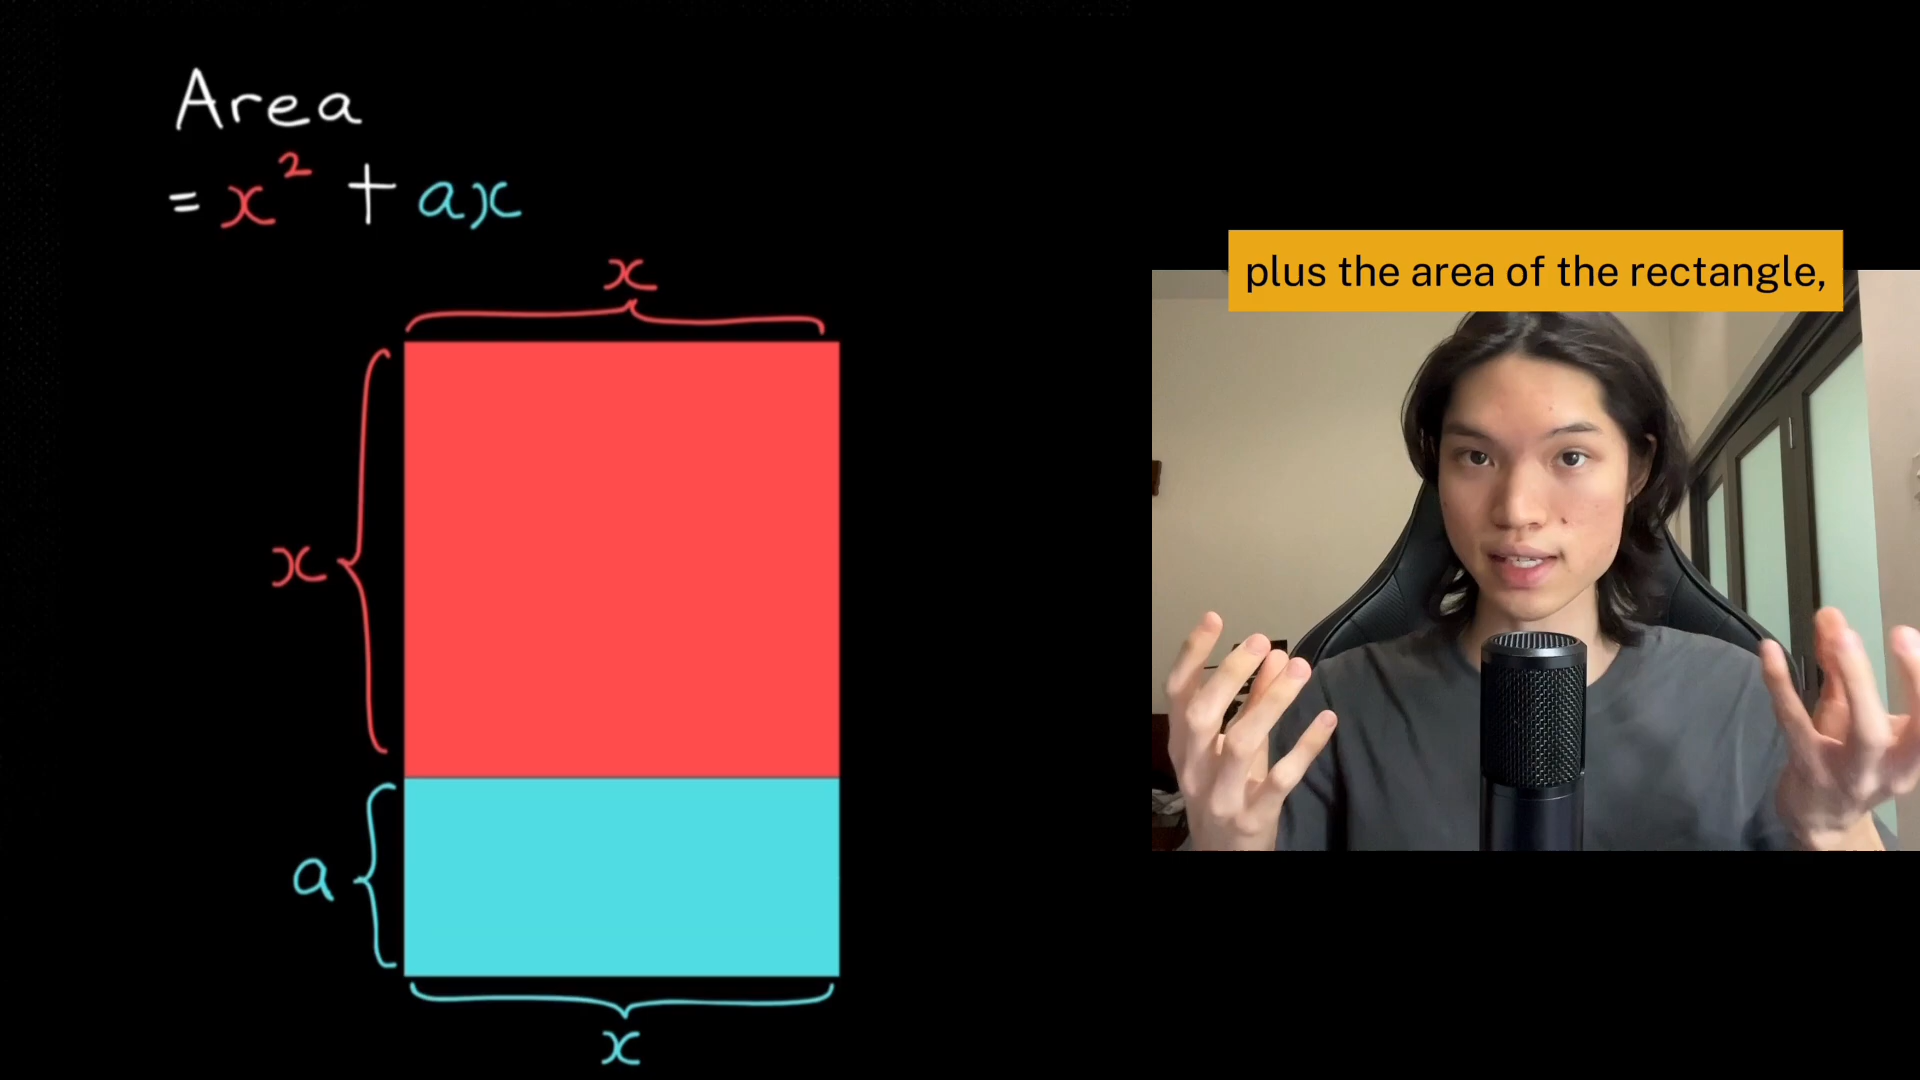 Area
= x² + ax
x
x
a
x
plus the area of the rectangle,